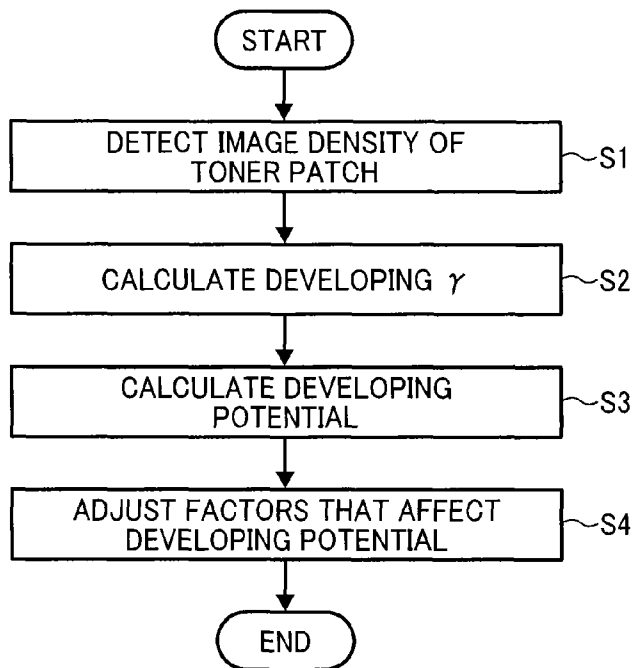 START
DETECT IMAGE DENSITY OF
TONER PATCH
S1
CALCULATE DEVELOPING γ
S2
CALCULATE DEVELOPING
POTENTIAL
S3
ADJUST FACTORS THAT AFFECT
DEVELOPING POTENTIAL
S4
END